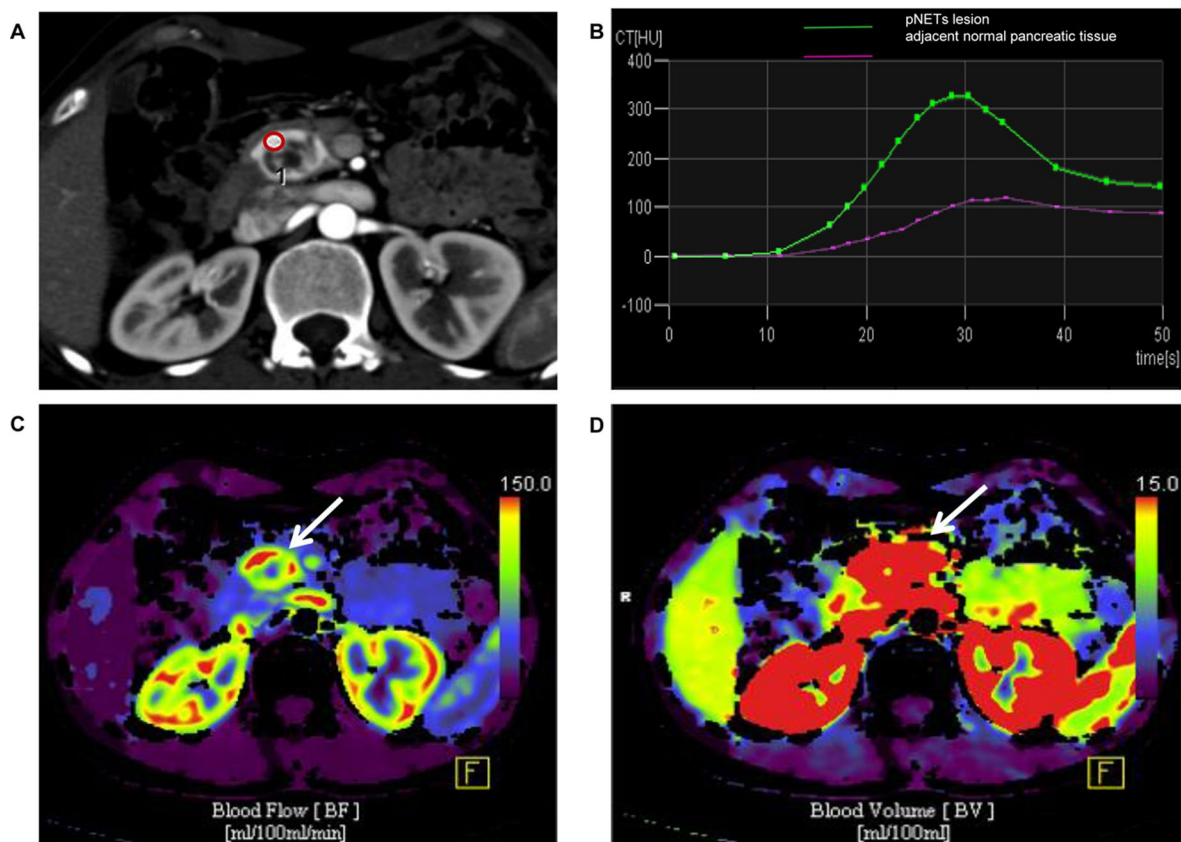 A
1
B
pNETs lesion
adjacent normal pancreatic tissue
CT[HU]
400
300
200
100
0
-100
0
10
20
30
40
50
time[s]
C
150.0
F
Blood Flow [ BF ]
[ml/100ml/min]
D
15.0
R
F
Blood Volume [ BV ]
[ml/100ml]